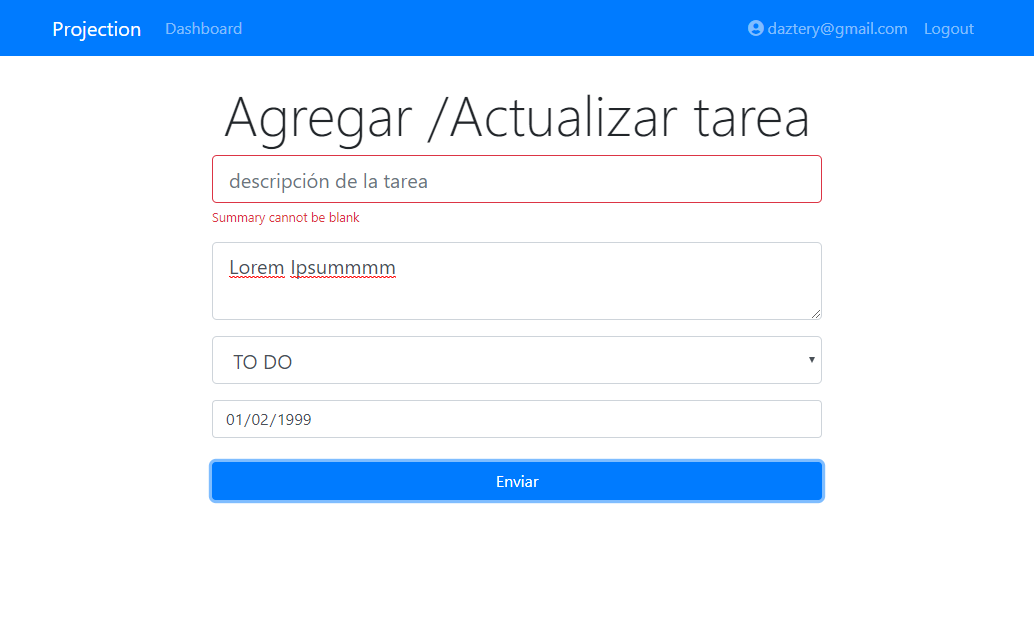 Projection Dashboard daztery@gmail.com Logout
Agregar /Actualizar tarea
descripción de la tarea
Summary cannot be blank
Lorem Ipsummmm
TO DO
01/02/1999
Enviar